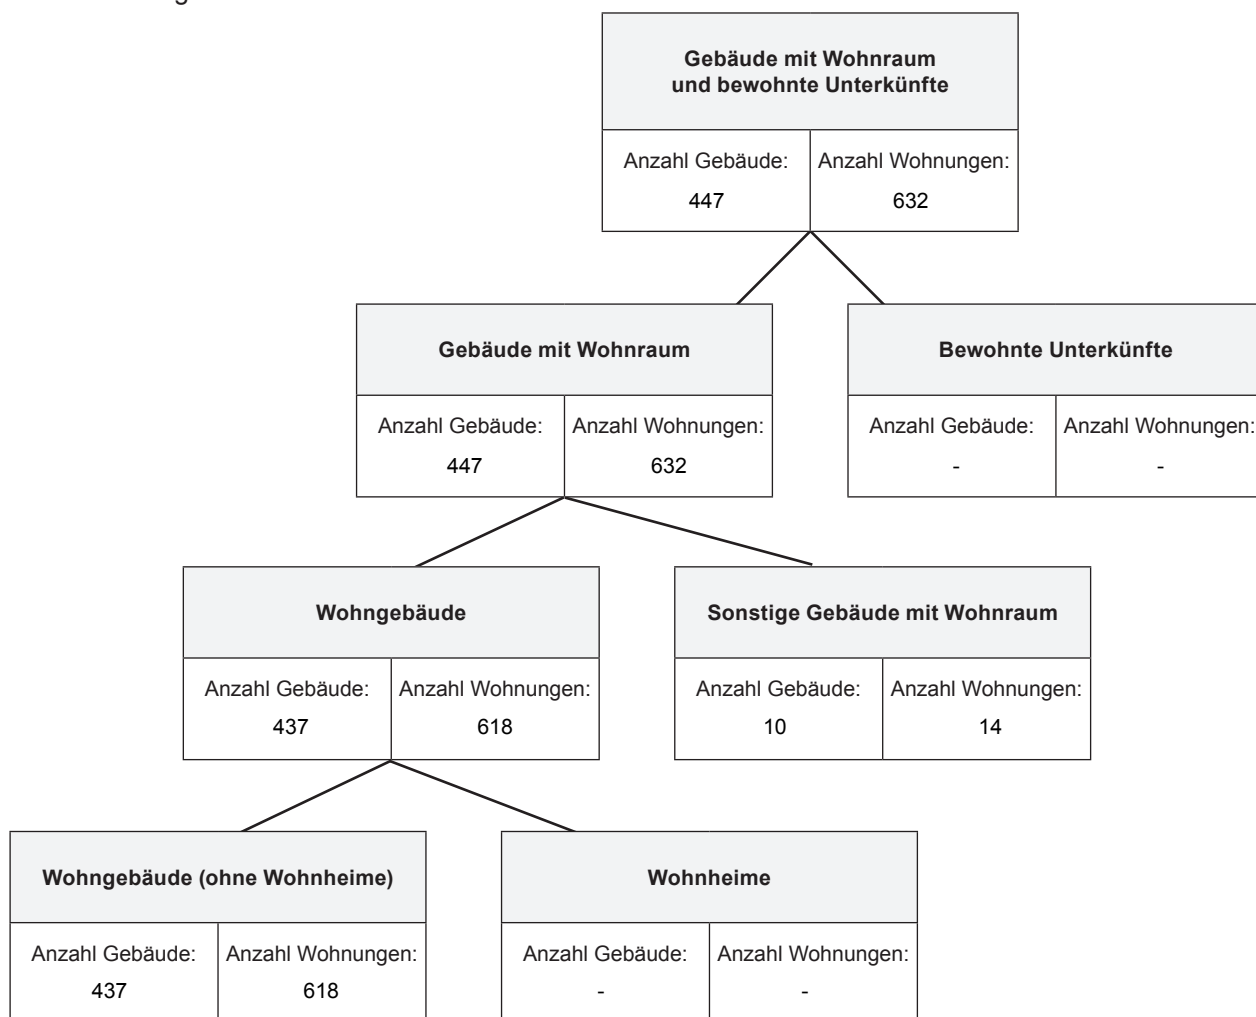 Gebäude mit Wohnraum
und bewohnte Unterkünfte
Anzahl Gebäude: Anzahl Wohnungen:
447 632
Gebäude mit Wohnraum
Anzahl Gebäude: Anzahl Wohnungen:
447 632
Bewohnte Unterkünfte
Anzahl Gebäude: Anzahl Wohnungen:
- -
Wohngebäude
Anzahl Gebäude: Anzahl Wohnungen:
437 618
Sonstige Gebäude mit Wohnraum
Anzahl Gebäude: Anzahl Wohnungen:
10 14
Wohngebäude (ohne Wohnheime)
Anzahl Gebäude: Anzahl Wohnungen:
437 618
Wohnheime
Anzahl Gebäude: Anzahl Wohnungen:
- -